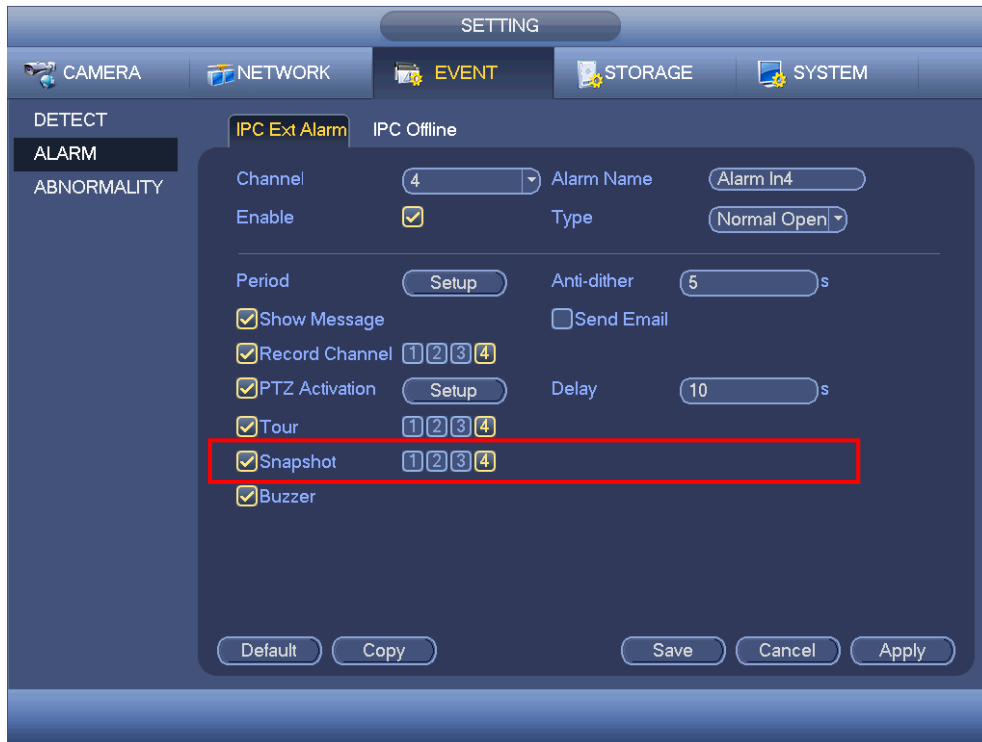 SETTING
CAMERA NETWORK EVENT STORAGE SYSTEM
DETECT
ALARM
ABNORMALITY
IPC Ext Alarm IPC Offline
Channel 4 Alarm Name Alarm In4
Enable Type Normal Open
Period Setup Anti-dither 5 s
Show Message Send Email
Record Channel 1 2 3 4
PTZ Activation Setup Delay 10 s
Tour 1 2 3 4
Snapshot 1 2 3 4
Buzzer
Default Copy Save Cancel Apply